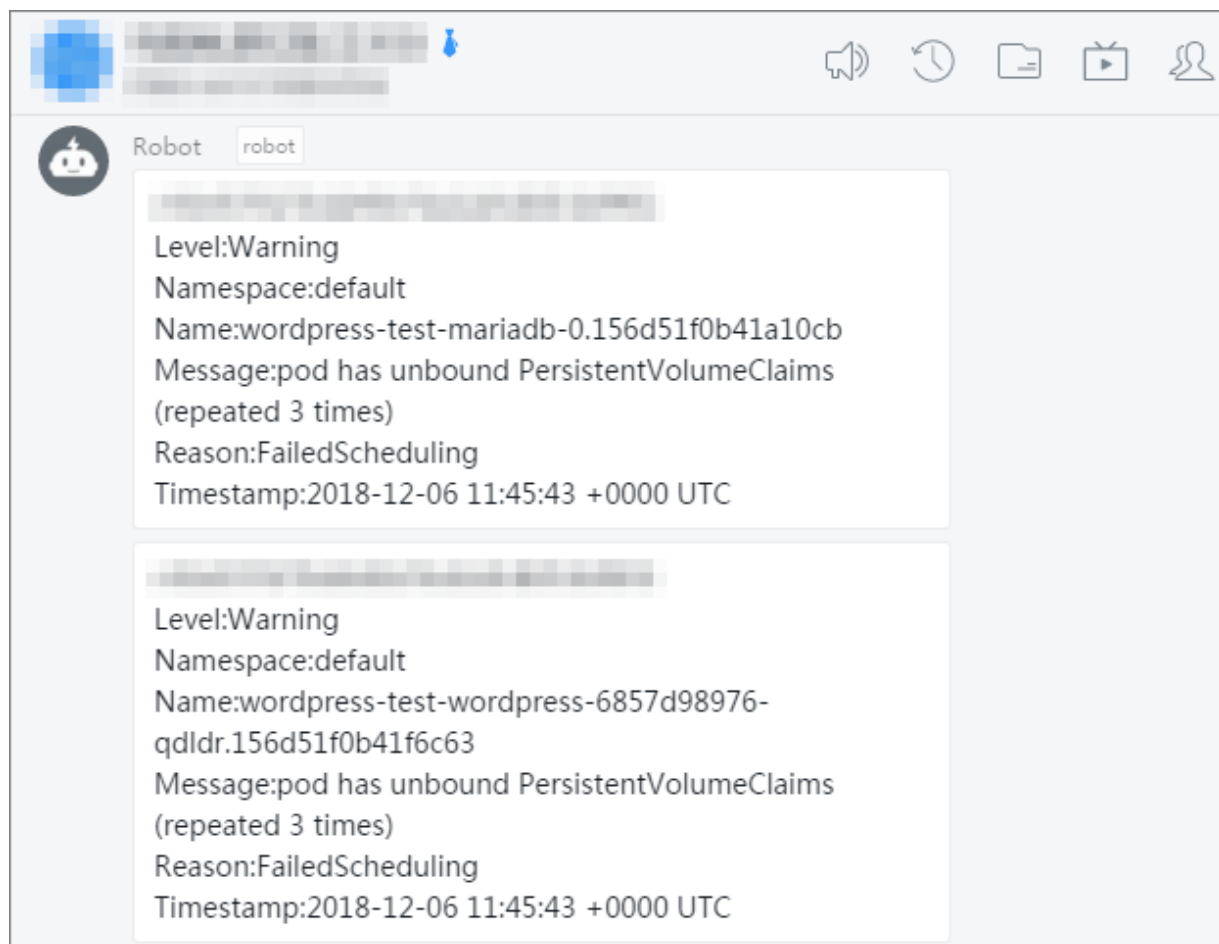 Robot robot
Level:Warning
Namespace:default
Name:wordpress-test-mariadb-0.156d51f0b41a10cb
Message:pod has unbound PersistentVolumeClaims
(repeated 3 times)
Reason:FailedScheduling
Timestamp:2018-12-06 11:45:43 +0000 UTC
Level:Warning
Namespace:default
Name:wordpress-test-wordpress-6857d98976-
qdldr.156d51f0b41f6c63
Message:pod has unbound PersistentVolumeClaims
(repeated 3 times)
Reason:FailedScheduling
Timestamp:2018-12-06 11:45:43 +0000 UTC